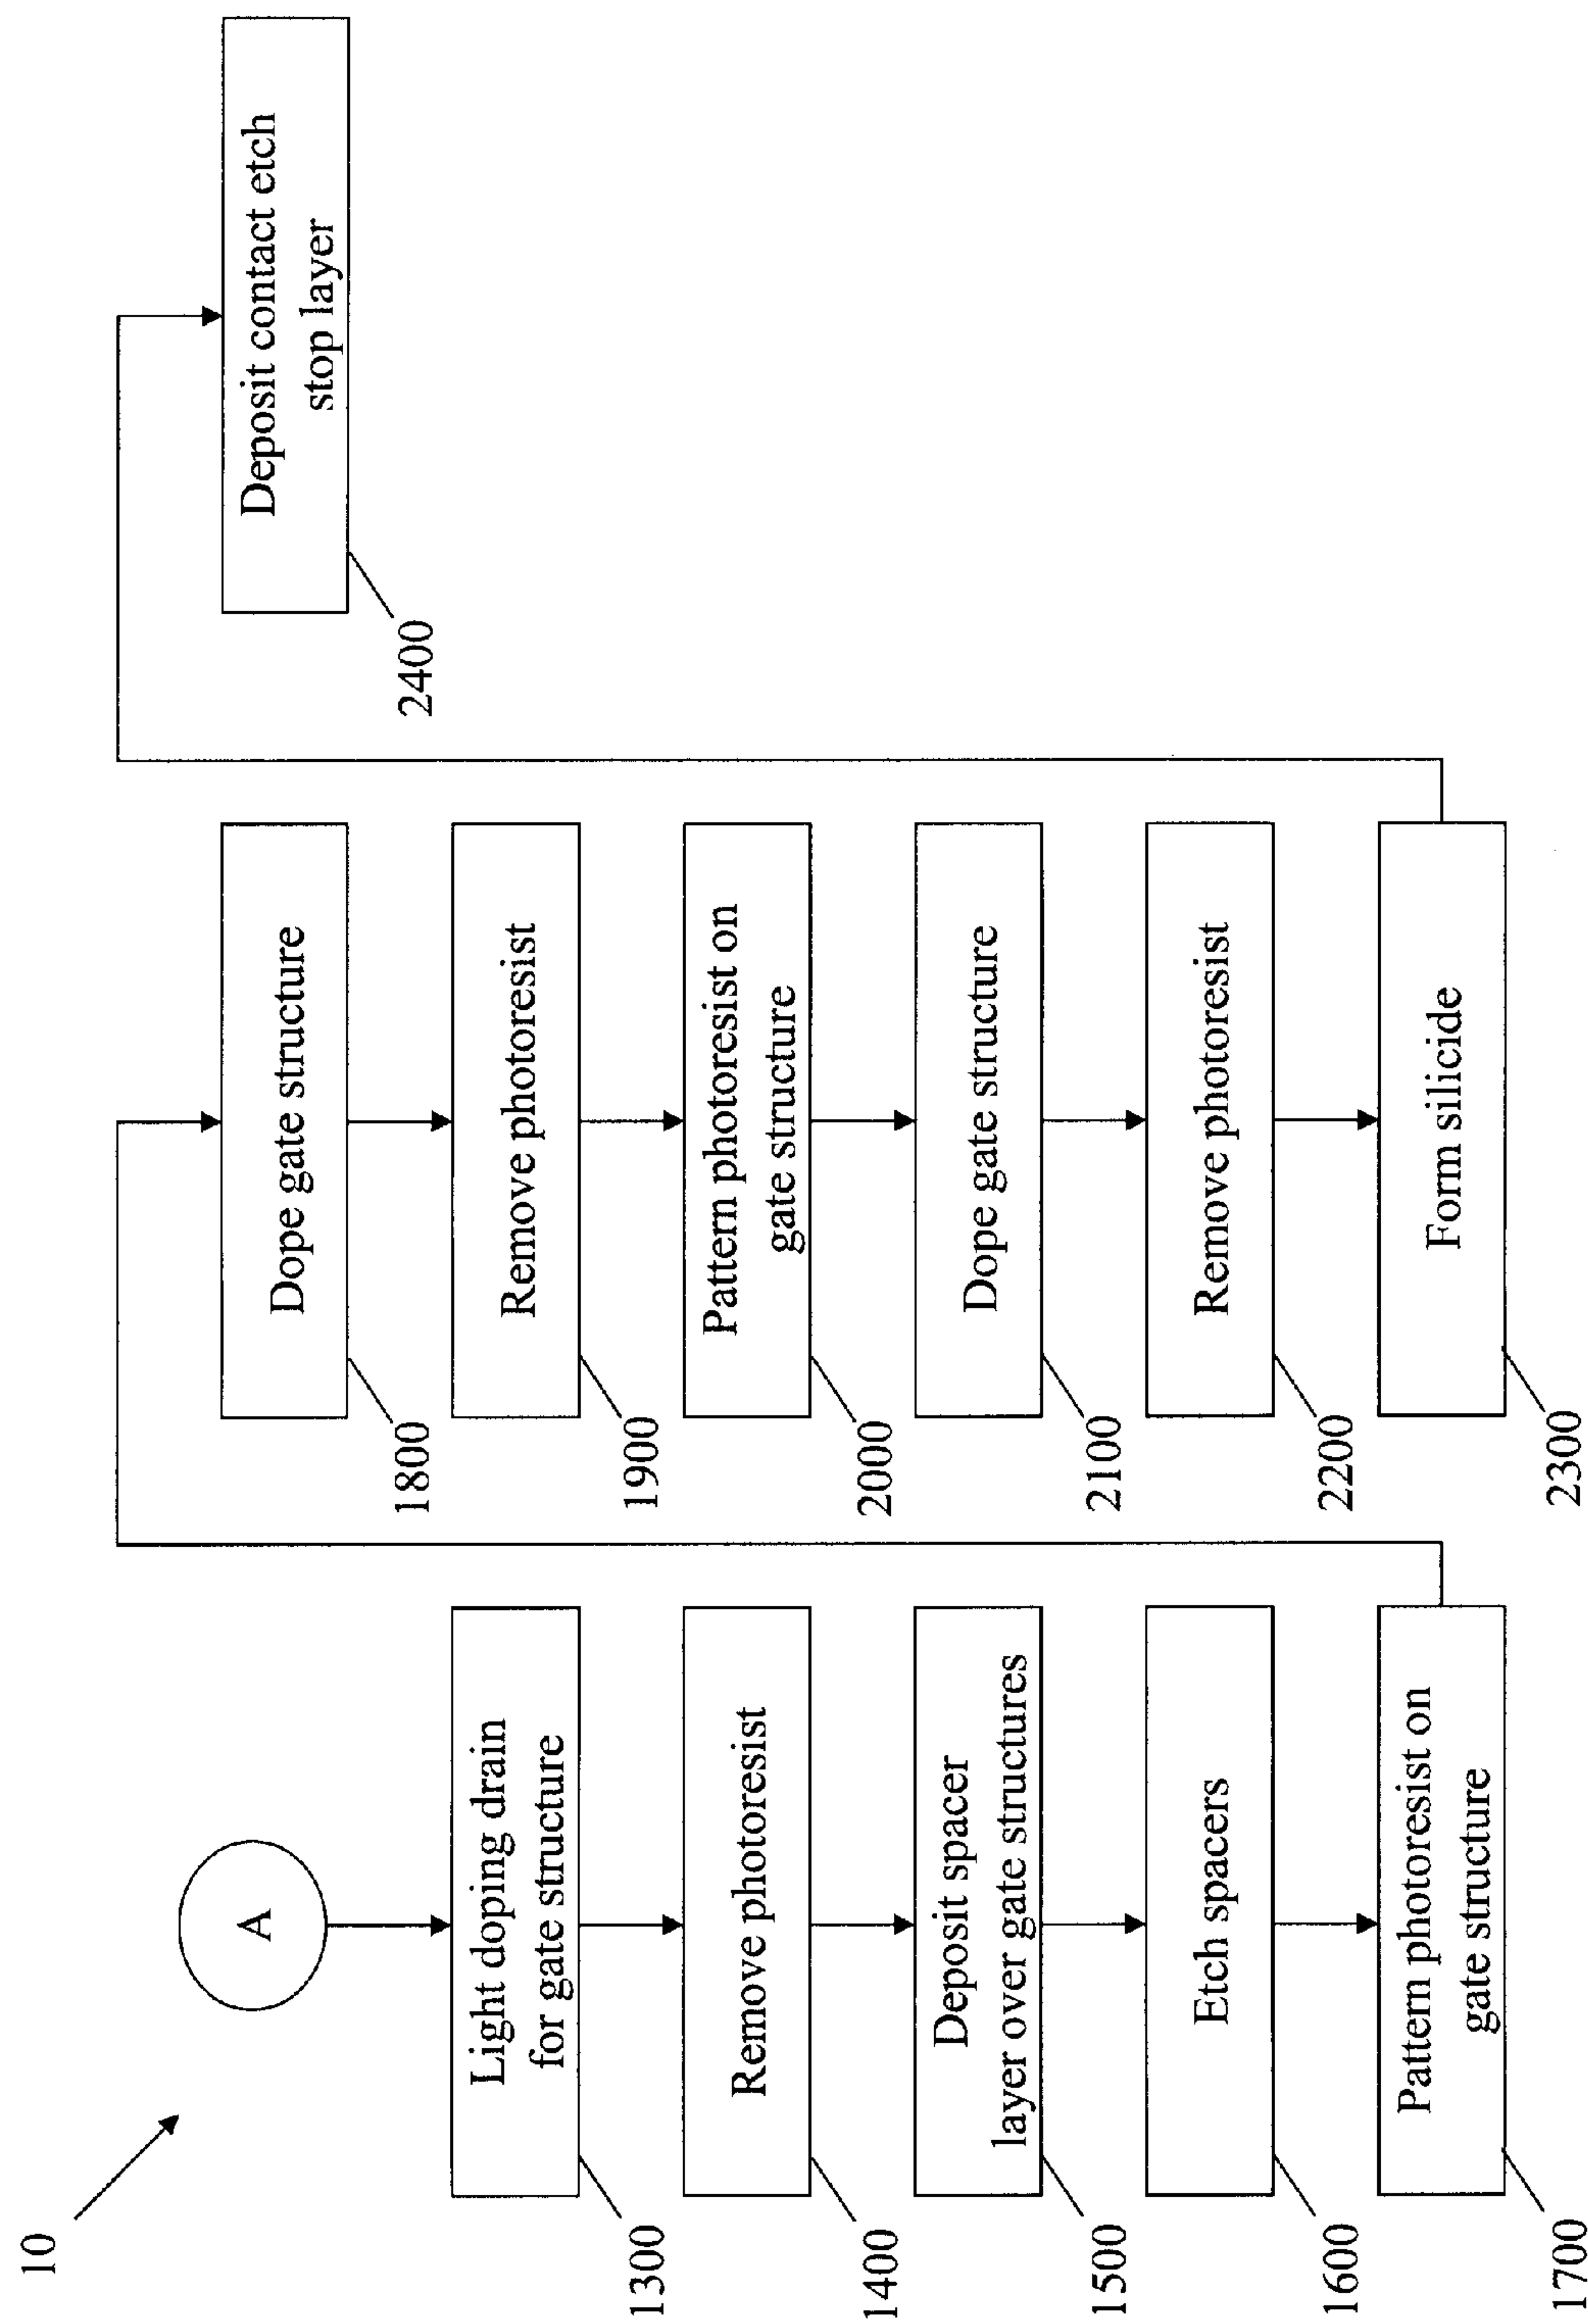 10
A
Light doping drain
for gate structure
1300
Remove photoresist
1400
Deposit spacer
layer over gate structures
1500
Etch spacers
1600
Pattern photoresist on
gate structure
1700
Dope gate structure
1800
Remove photoresist
1900
Pattern photoresist on
gate structure
2000
Dope gate structure
2100
Remove photoresist
2200
Form silicide
2300
Deposit contact etch
stop layer
2400